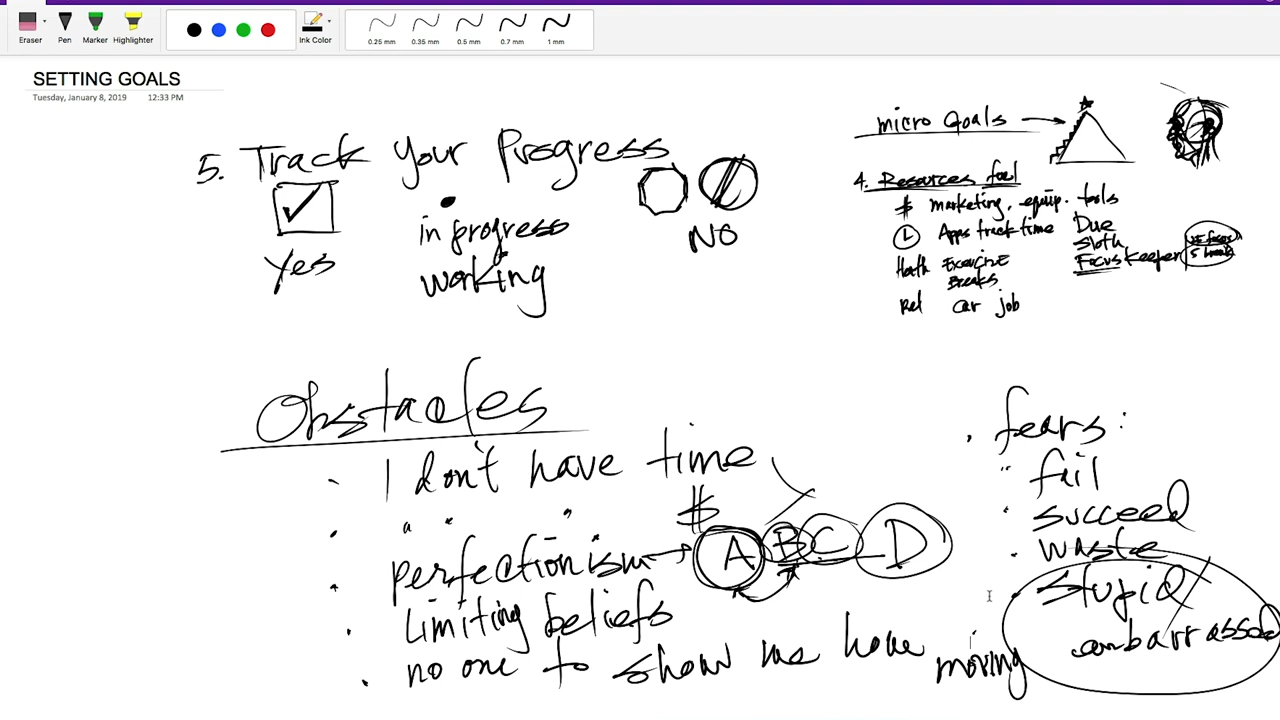 Eraser
Pen
Marker
Highlighter
Ink Color
0.25 mm
0.35 mm
0.5 mm
0.7 mm
1 mm
SETTING GOALS
Tuesday, January 8, 2019 12:33 PM
5. Track Your Progress
Yes
in progress
working
NO
micro Goals
4. Resources fuel
$ marketing, equip. tools
Apps track time
Due
Sloth
Focus Keeper
Exercise
Breaks
Rel car job
Obstacles
I don't have time
" " " $
perfectionism → A B C D
limiting beliefs
no one to show me how
moving
fears:
fail
succeed
waste
stupid
embarrassed